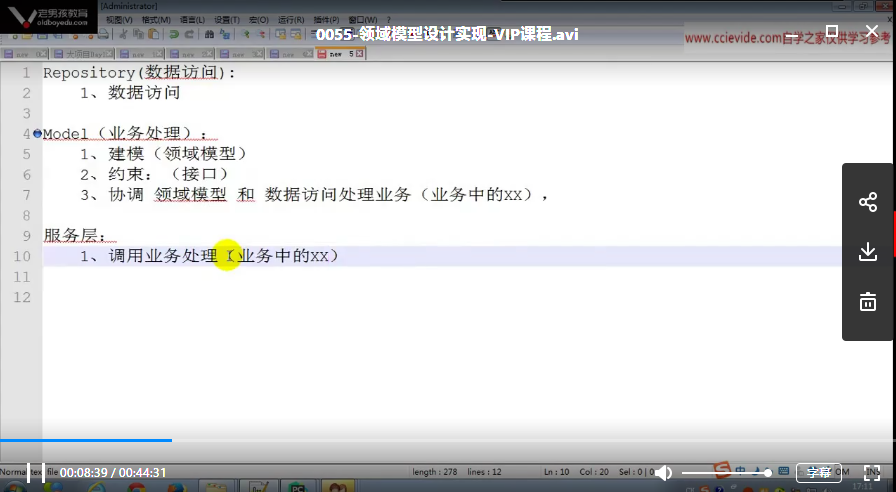 [Administrator]
老男孩教育
oldboyedu.com
视图(V) 格式(M) 语言(L) 设置(T) 宏(O) 运行(R) 插件(P) 窗口(W) ?
0055-领域模型设计实现-VIP课程.avi
www.ccievide.com自学之家仅供学习参考
new 5
1 Repository(数据访问):
2 1、数据访问
3
4 Model（业务处理）:
5 1、建模（领域模型）
6 2、约束:（接口）
7 3、协调 领域模型 和 数据访问处理业务（业务中的XX），
8
9 服务层:
10 1、调用业务处理（业务中的XX）
11
12
Normal text file
length : 278 lines : 12
Ln : 10 Col : 20 Sel : 0 | 0
00:08:39 / 00:44:31
字幕
17:11